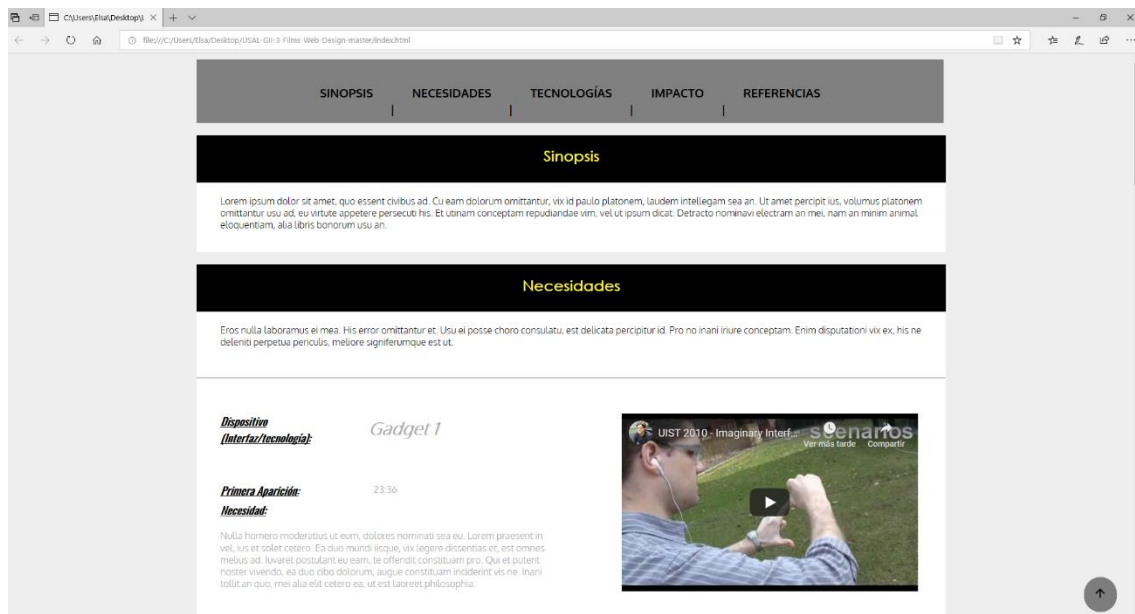 C:\Users\Elsa\Desktop\
file:///C:/Users/Elsa/Desktop/USAL-GII-3-Films-Web-Design-master/index.html
SINOPSIS | NECESIDADES | TECNOLOGÍAS | IMPACTO | REFERENCIAS
Sinopsis
Lorem ipsum dolor sit amet, quo essent civibus ad. Cu eam dolorum omittantur, vix id paulo platonem, laudem intellegam sea an. Ut amet percipit ius, volumus platonem
omittantur usu ad, eu virtute appetere persecuti his. Et utinam conceptam repudiandae vim, vel ut ipsum dicat. Detracto nominavi electram an mei, nam an minim animal
eloquentiam, alia libris bonorum usu an.
Necesidades
Eros nulla laboramus ei mea. His error omittantur et. Usu ei posse choro consulatu, est delicata percipitur id. Pro no inani iriure conceptam. Enim disputationi vix ex, his ne
deleniti perpetua periculis, meliore signiferumque est ut.
Dispositivo
(Interfaz/tecnología):
Gadget 1
Primera Aparición:
23:36
Necesidad:
Nulla homero moderatius ut eum, dolores nominati sea eu. Lorem praesent in
vel, ius et solet cetero. Ea duo mundi iisque, vix legere dissentias et, est omnes
melius ad. Iuvaret postulant eu eam, te offendit constituam pro. Qui et putent
noster vivendo, ea duo cibo dolorum, augue constituam inciderint vis ne. Inani
tollit an quo, mei alia elit cetero ea, ut est laoreet philosophia.
UIST 2010 - Imaginary Interf...
scenarios
Ver más tarde
Compartir